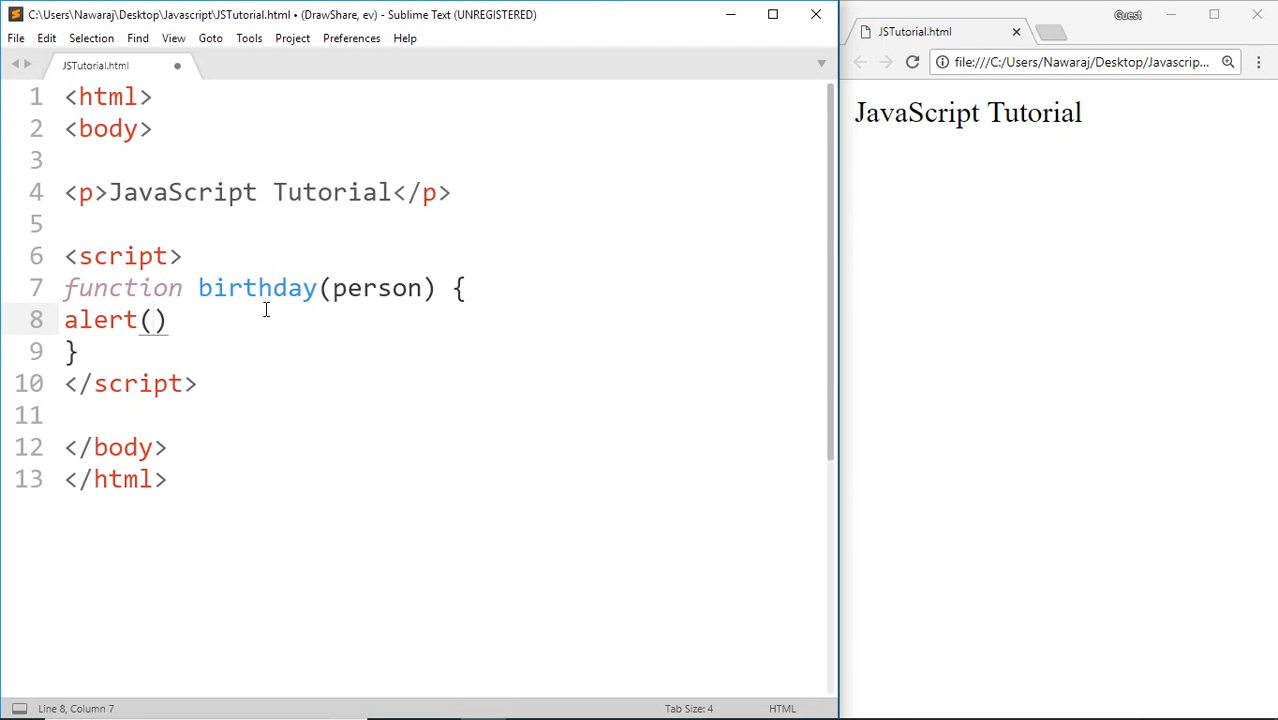 C:\Users\Nawaraj\Desktop\Javascript\JSTutorial.html • (DrawShare, ev) - Sublime Text (UNREGISTERED)
File Edit Selection Find View Goto Tools Project Preferences Help
JSTutorial.html
1 <html>
2 <body>
3
4 <p>JavaScript Tutorial</p>
5
6 <script>
7 function birthday(person) {
8 alert()
9 }
10 </script>
11
12 </body>
13 </html>
Line 8, Column 7
Tab Size: 4
HTML
Guest
JSTutorial.html
file:///C:/Users/Nawaraj/Desktop/Javascrip...
JavaScript Tutorial